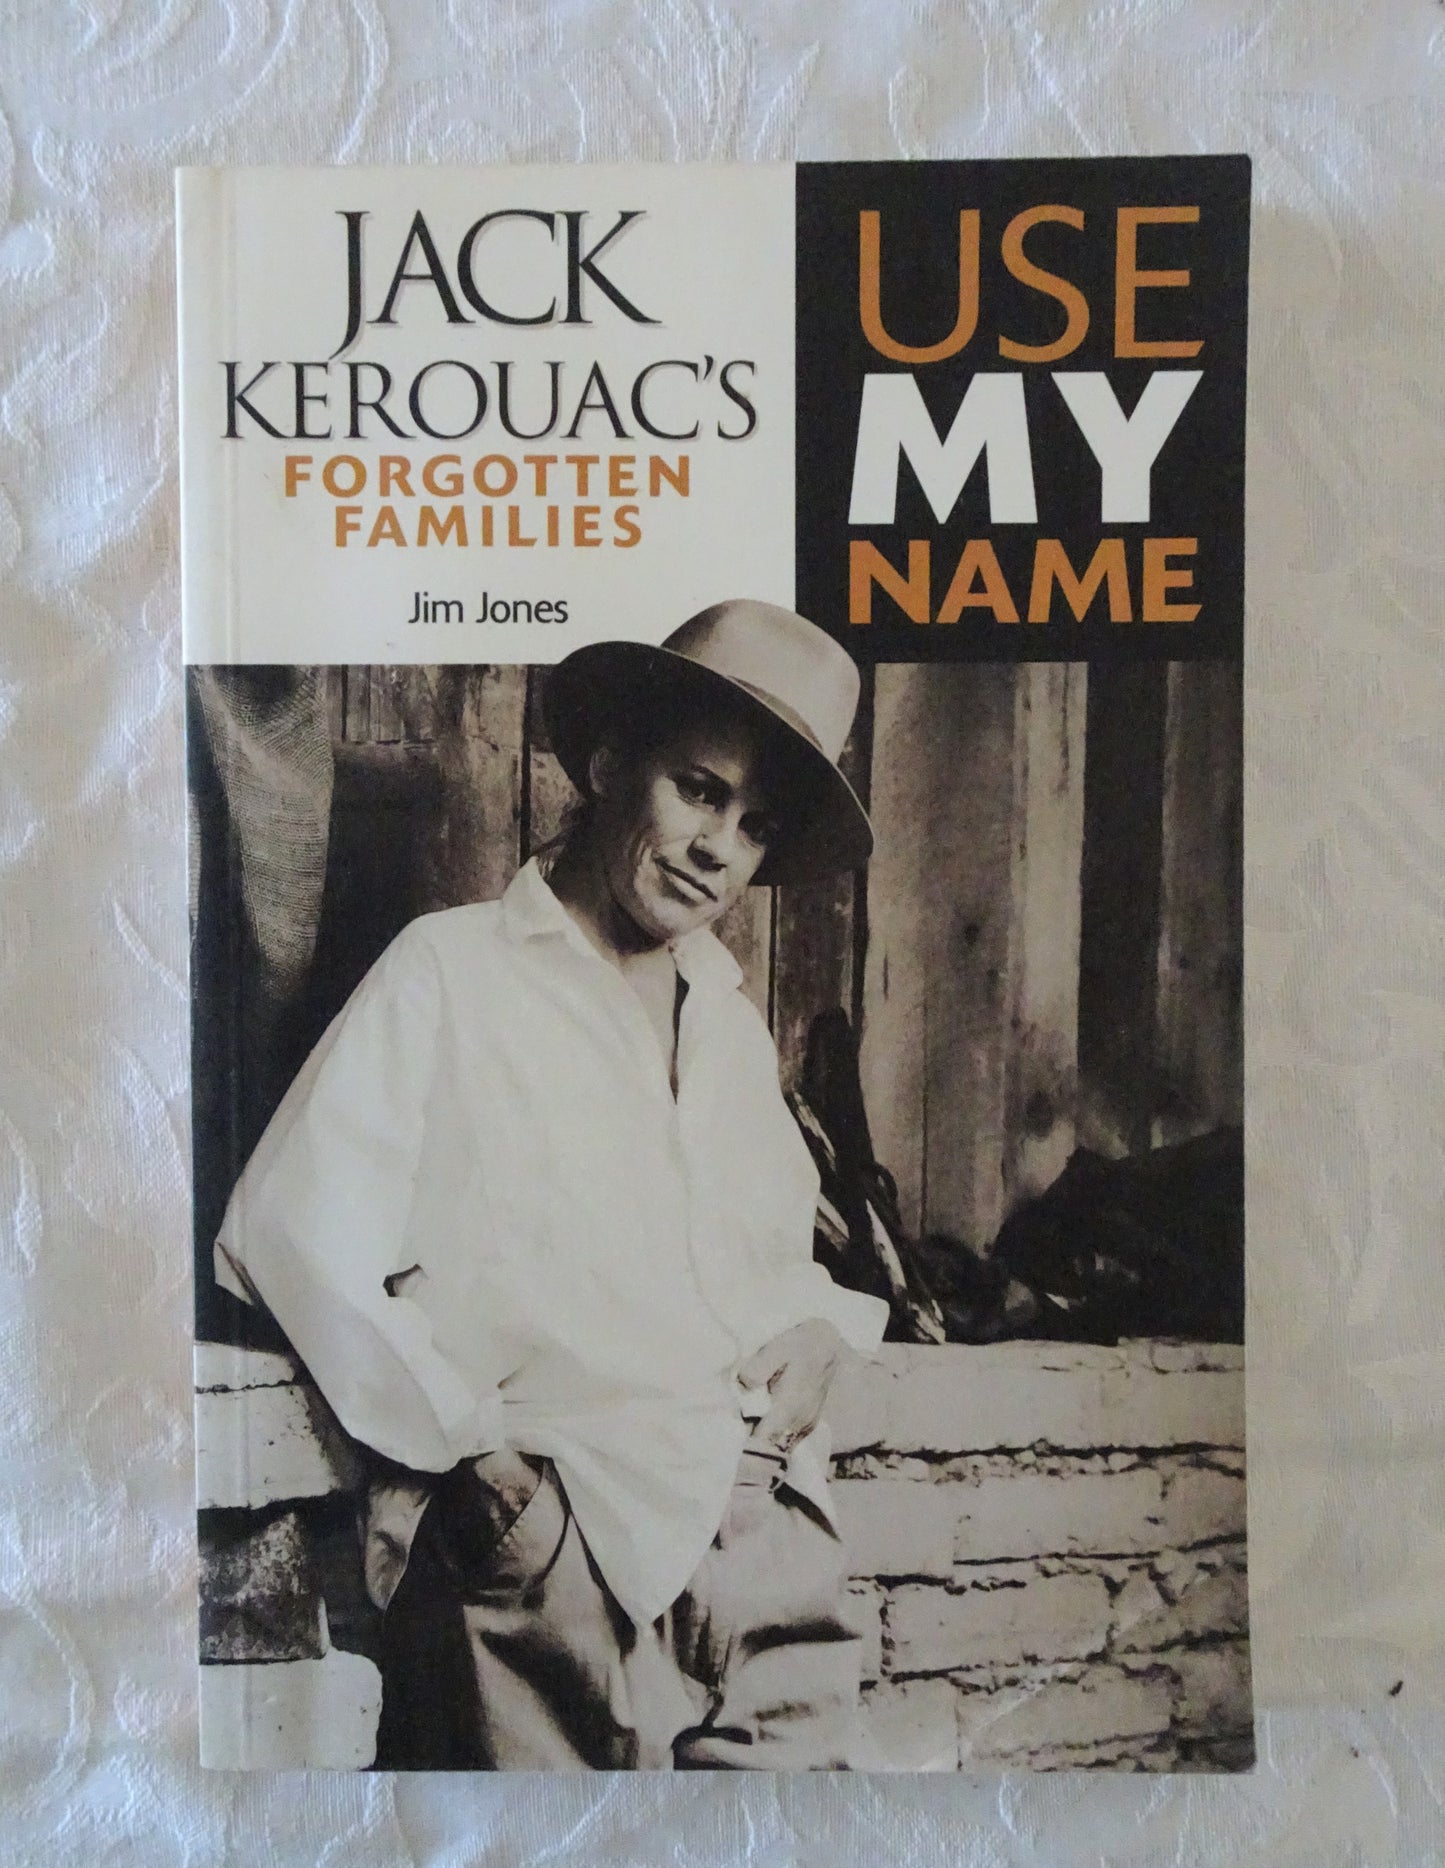 JACK
KEROUAC'S
FORGOTTEN
FAMILIES
Jim Jones
USE
MY
NAME